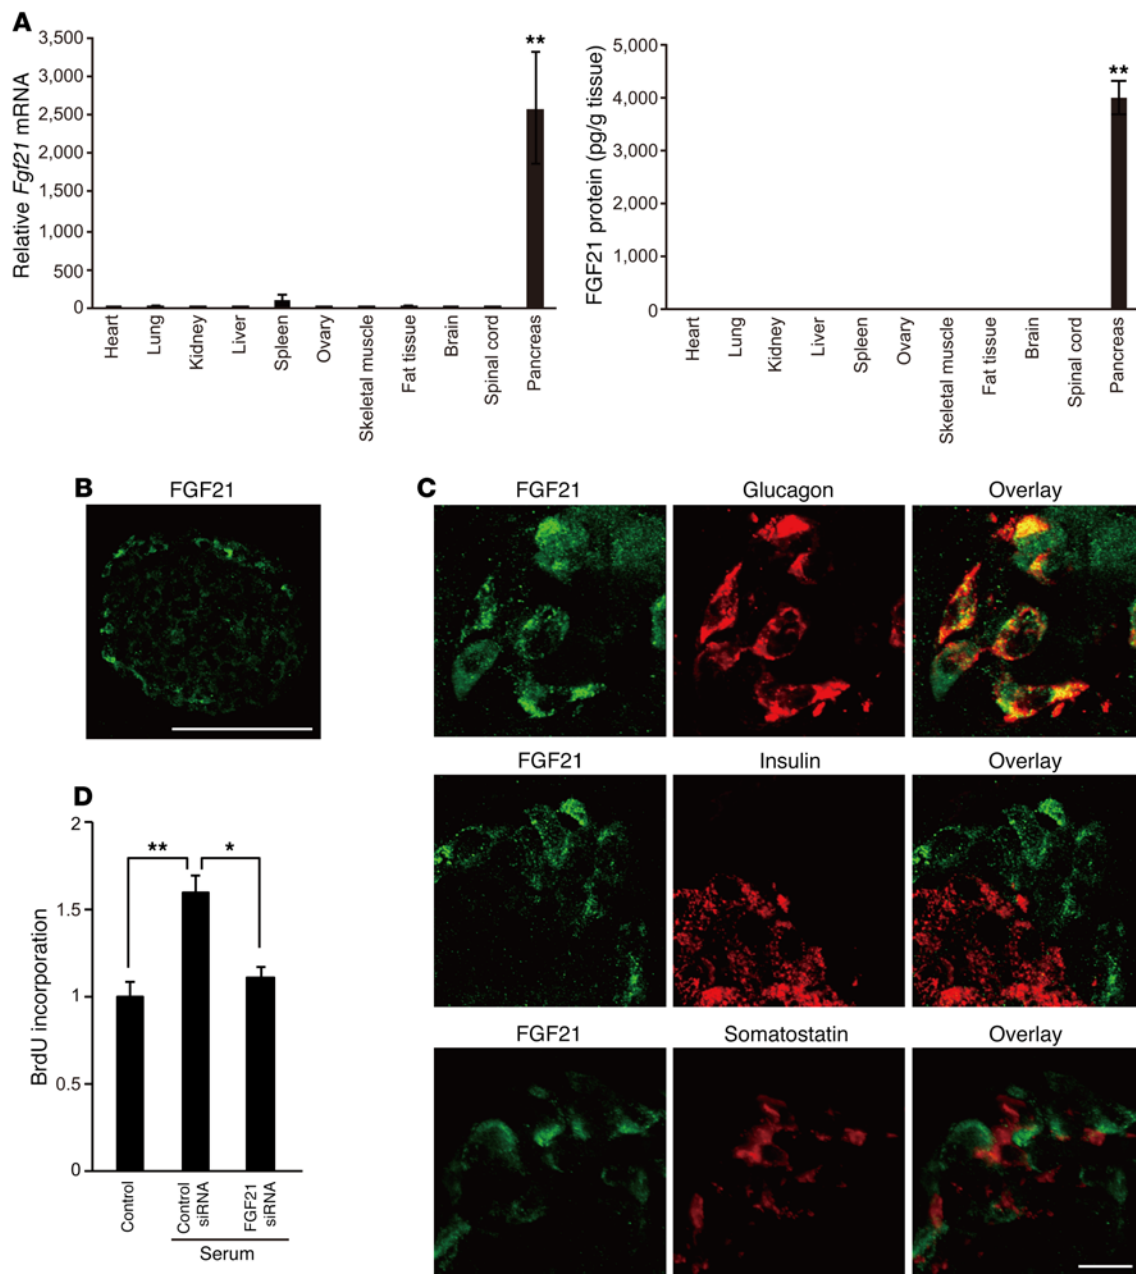 A
3,500
3,000
2,500
2,000
1,500
1,000
500
0
Relative Fgf21 mRNA
**
Heart
Lung
Kidney
Liver
Spleen
Ovary
Skeletal muscle
Fat tissue
Brain
Spinal cord
Pancreas
5,000
4,000
3,000
2,000
1,000
0
FGF21 protein (pg/g tissue)
**
Heart
Lung
Kidney
Liver
Spleen
Ovary
Skeletal muscle
Fat tissue
Brain
Spinal cord
Pancreas
B
FGF21
C
FGF21 Glucagon Overlay
FGF21 Insulin Overlay
FGF21 Somatostatin Overlay
D
2
1.5
1
0.5
0
BrdU incorporation
** *
Control
Control
siRNA
FGF21
siRNA
Serum